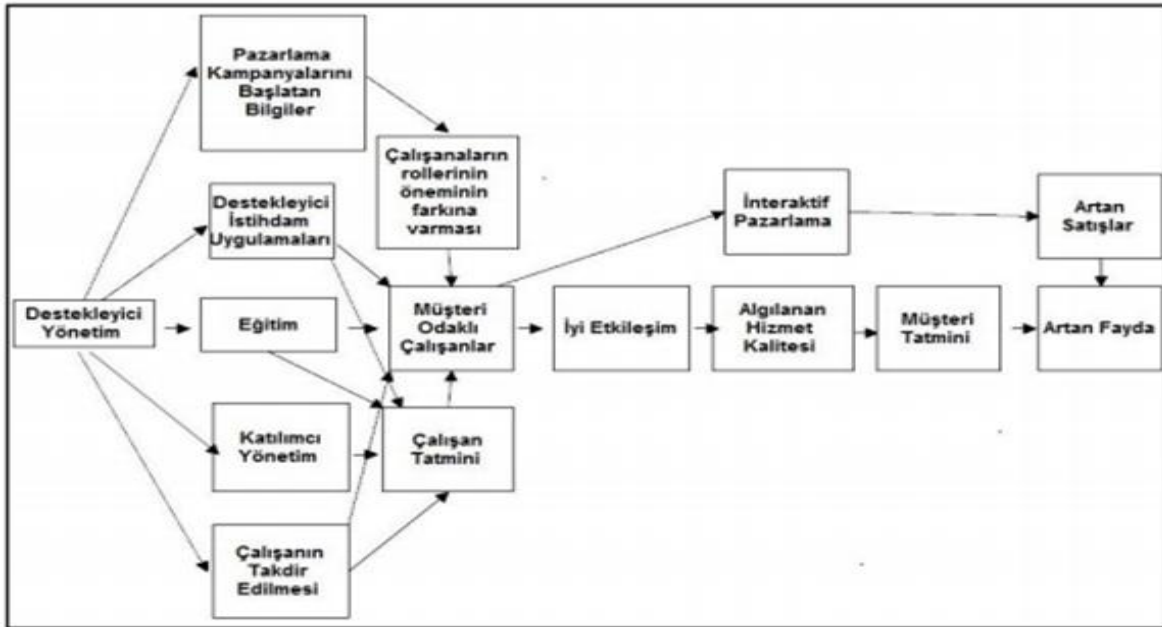 Pazarlama
Kampanyalarını
Başlatan
Bilgiler
Çalışanaların
rollerinin
öneminin
farkına
varması
Destekleyici
İstihdam
Uygulamaları
İnteraktif
Pazarlama
Artan
Satışlar
Destekleyici
Yönetim
Eğitim
Müşteri
Odaklı
Çalışanlar
İyi Etkileşim
Algılanan
Hizmet
Kalitesi
Müşteri
Tatmini
Artan Fayda
Katılımcı
Yönetim
Çalışan
Tatmini
Çalışanın
Takdir
Edilmesi